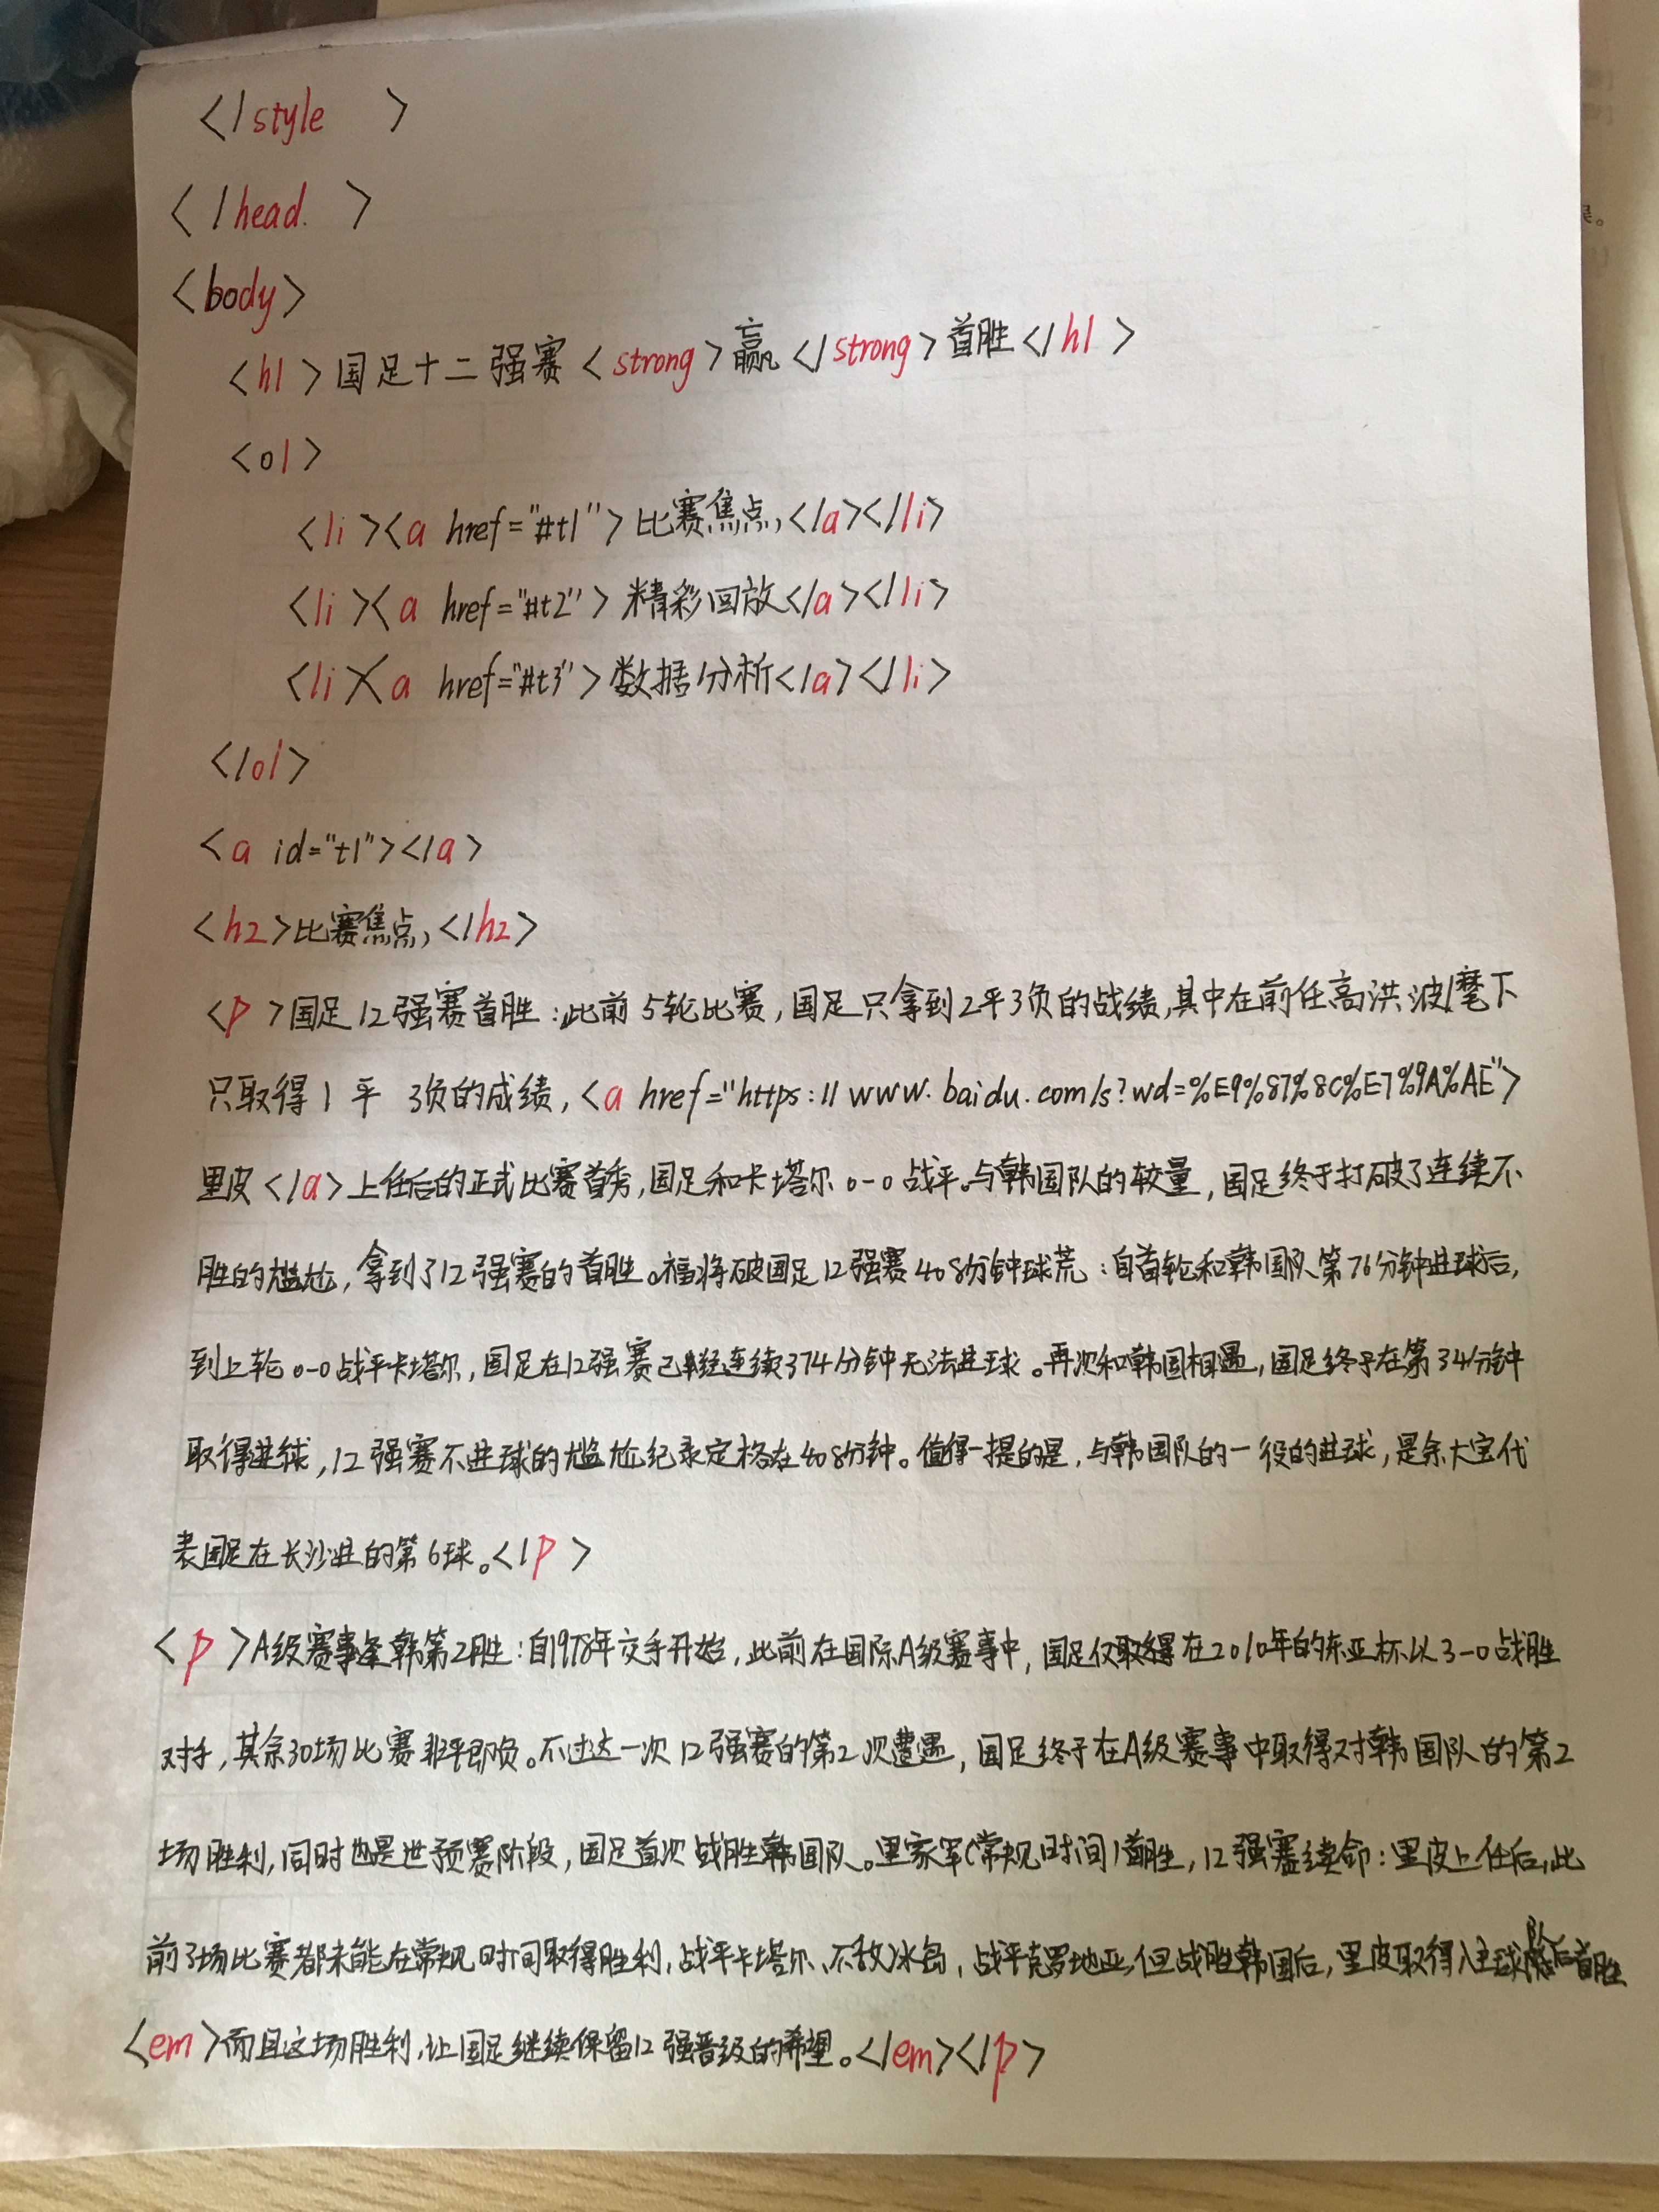 </style >
</head. >
<body>
<h1>国足十二强赛<strong>赢</strong>首胜</h1>
<ol>
<li><a href="#t1">比赛焦点</a></li>
<li><a href="#t2">精彩回放</a></li>
<li><a href="#t3">数据分析</a></li>
</ol>
<a id="t1"></a>
<h2>比赛焦点</h2>
<p>国足12强赛首胜:此前5轮比赛,国足只拿到2平3负的战绩,其中在前任高洪波麾下
只取得1平 3负的成绩,<a href="https://www.baidu.com/s?wd=%E9%87%8C%E7%9A%AE">
里皮</a>上任后的正式比赛首秀,国足和卡塔尔0-0战平。与韩国队的较量,国足终于打破了连续不
胜的尴尬,拿到了12强赛的首胜。福将破国足12强赛408分钟球荒:自首轮和韩国队第76分钟进球后,
到上轮0-0战平卡塔尔,国足在12强赛已经连续374分钟无法进球。再次和韩国相遇,国足终于在第34分钟
取得进球,12强赛不进球的尴尬纪录定格在408分钟。值得一提的是,与韩国队的一役的进球,是余大宝代
表国足在长沙进的第6球。</p>
<p>A级赛事逢韩第2胜:自1978年交手开始,此前在国际A级赛事中,国足仅取得在2010年的东亚杯以3-0战胜
对手,其余30场比赛非平即负。不过这一次12强赛的第2次遭遇,国足终于在A级赛事中取得对韩国队的第2
场胜利,同时也是世预赛阶段,国足首次战胜韩国队。里家军(常规时间)首胜,12强赛续命:里皮上任后,此
前3场比赛都未能在常规时间取得胜利,战平卡塔尔、不敌冰岛,战平克罗地亚,但战胜韩国后,里皮取得入主球队后首胜
<em>而且这场胜利,让国足继续保留12强晋级的希望。</em></p>